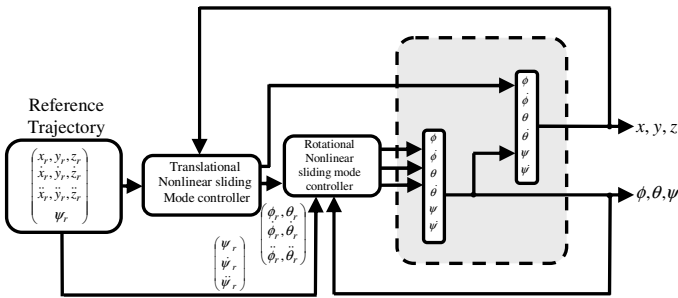 Reference
Trajectory
x_r, y_r, z_r
ẋ_r, ẏ_r, ż_r
ẍ_r, ÿ_r, z̈_r
ψ_r
Translational
Nonlinear sliding
Mode controller
Rotational
Nonlinear
sliding mode
controller
ϕ_r, θ_r
ϕ̇_r, θ̇_r
ϕ̈_r, θ̈_r
ψ_r
ψ̇_r
ψ̈_r
ϕ
ϕ̇
θ
θ̇
ψ
ψ̇
ϕ
ϕ̇
θ
θ̇
ψ
ψ̇
x, y, z
ϕ,θ,ψ